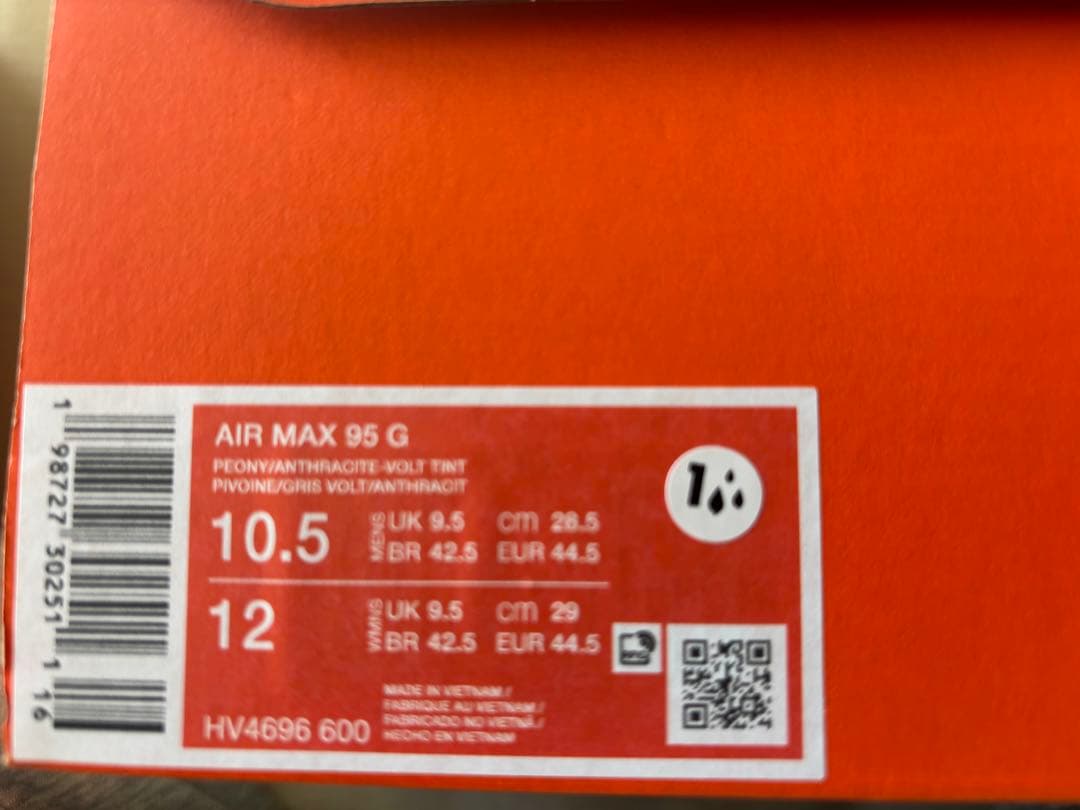 AIR MAX 95 G
PEONY/ANTHRACITE-VOLT TINT
PIVOINE/GRIS VOLT/ANTHRACIT
10.5
MENS
UK 9.5 cm 28.5
BR 42.5 EUR 44.5
12
WMNS
UK 9.5 cm 29
BR 42.5 EUR 44.5
MADE IN VIETNAM /
FABRIQUE AU VIETNAM /
FABRICADO NO VIETNÃ /
HECHO EN VIETNAM
HV4696 600
1
1 98727 30251 1 16